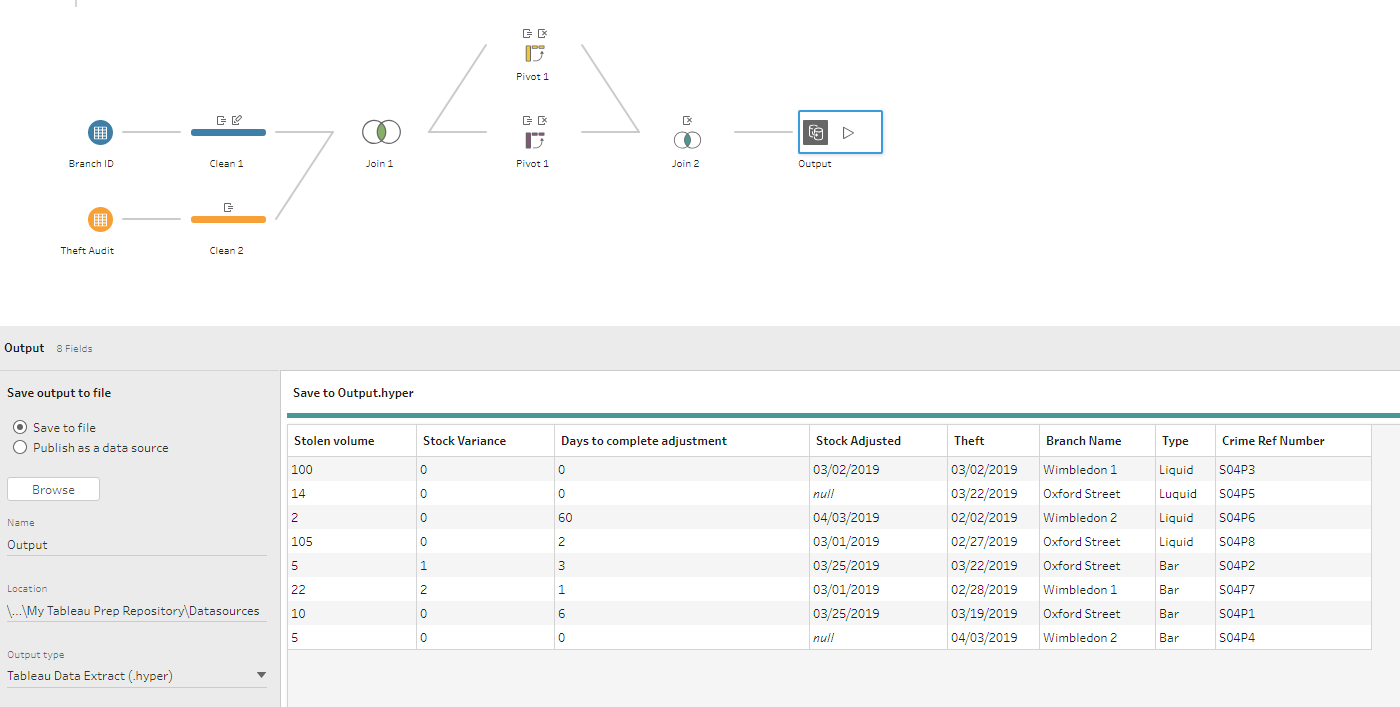 Pivot 1
Branch ID
Clean 1
Join 1
Pivot 1
Join 2
Output
Theft Audit
Clean 2
Output 8 Fields
Save output to file
Save to file
Publish as a data source
Browse
Name
Output
Location
\...\My Tableau Prep Repository\Datasources
Output type
Tableau Data Extract (.hyper)
Save to Output.hyper
Stolen volume Stock Variance Days to complete adjustment Stock Adjusted Theft Branch Name Type Crime Ref Number
100 0 0 03/02/2019 03/02/2019 Wimbledon 1 Liquid S04P3
14 0 0 null 03/22/2019 Oxford Street Luquid S04P5
2 0 60 04/03/2019 02/02/2019 Wimbledon 2 Liquid S04P6
105 0 2 03/01/2019 02/27/2019 Oxford Street Liquid S04P8
5 1 3 03/25/2019 03/22/2019 Oxford Street Bar S04P2
22 2 1 03/01/2019 02/28/2019 Wimbledon 1 Bar S04P7
10 0 6 03/25/2019 03/19/2019 Oxford Street Bar S04P1
5 0 0 null 04/03/2019 Wimbledon 2 Bar S04P4